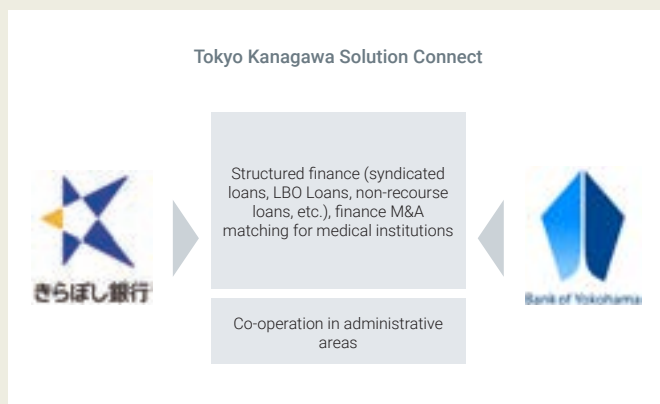 Tokyo Kanagawa Solution Connect
Structured finance (syndicated
loans, LBO Loans, non-recourse
loans, etc.), finance M&A
matching for medical institutions
きらぼし銀行
Bank of Yokohama
Co-operation in administrative
areas